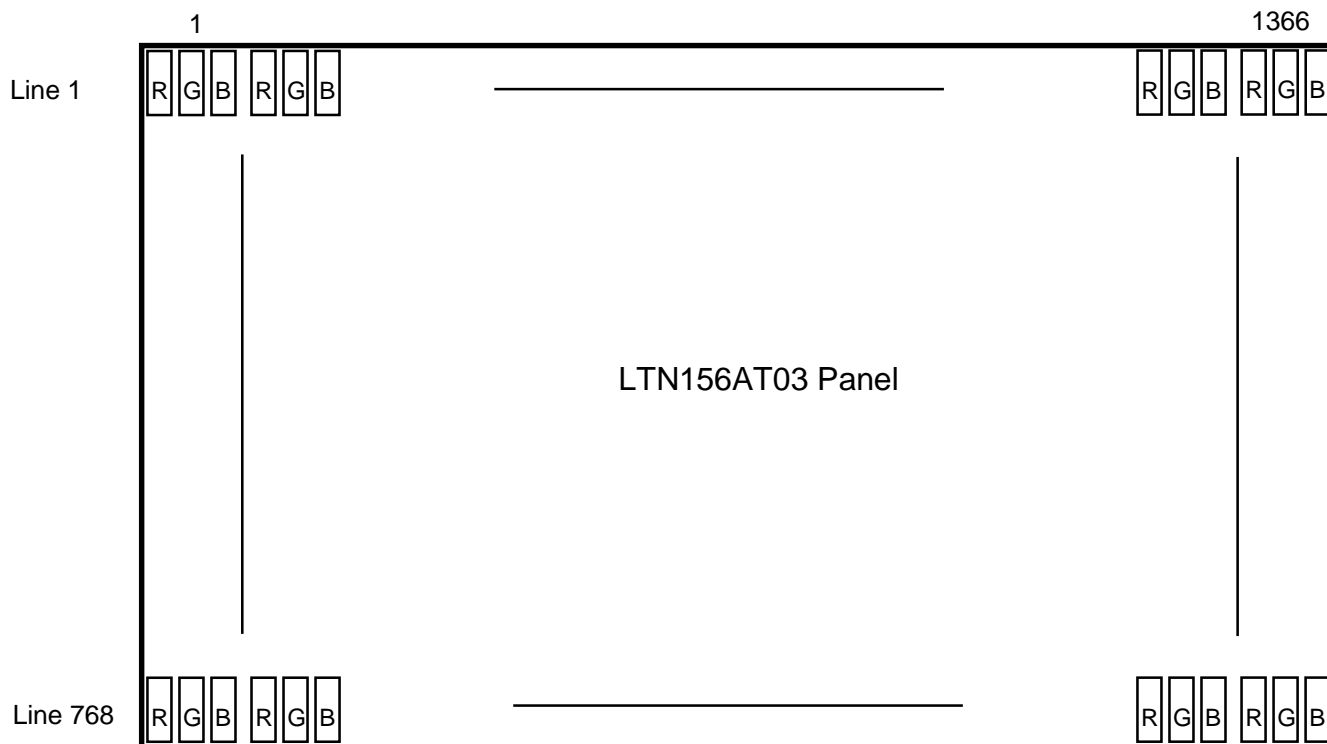 1 1366
Line 1 R G B R G B R G B R G B
LTN156AT03 Panel
Line 768 R G B R G B R G B R G B